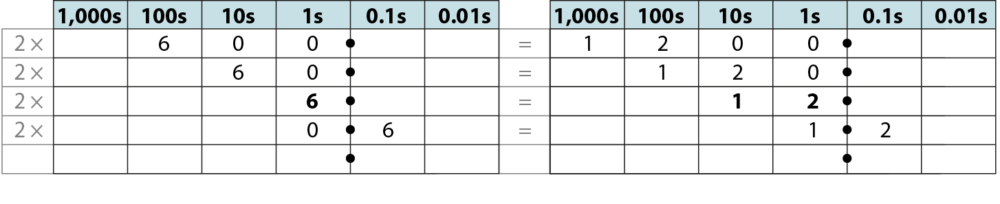 1,000s 100s 10s 1s 0.1s 0.01s 1,000s 100s 10s 1s 0.1s 0.01s
2 × 6 0 0 • = 1 2 0 0 •
2 × 6 0 • = 1 2 0 •
2 × 6 • = 1 2 •
2 × 0 • 6 = 1 • 2
• •